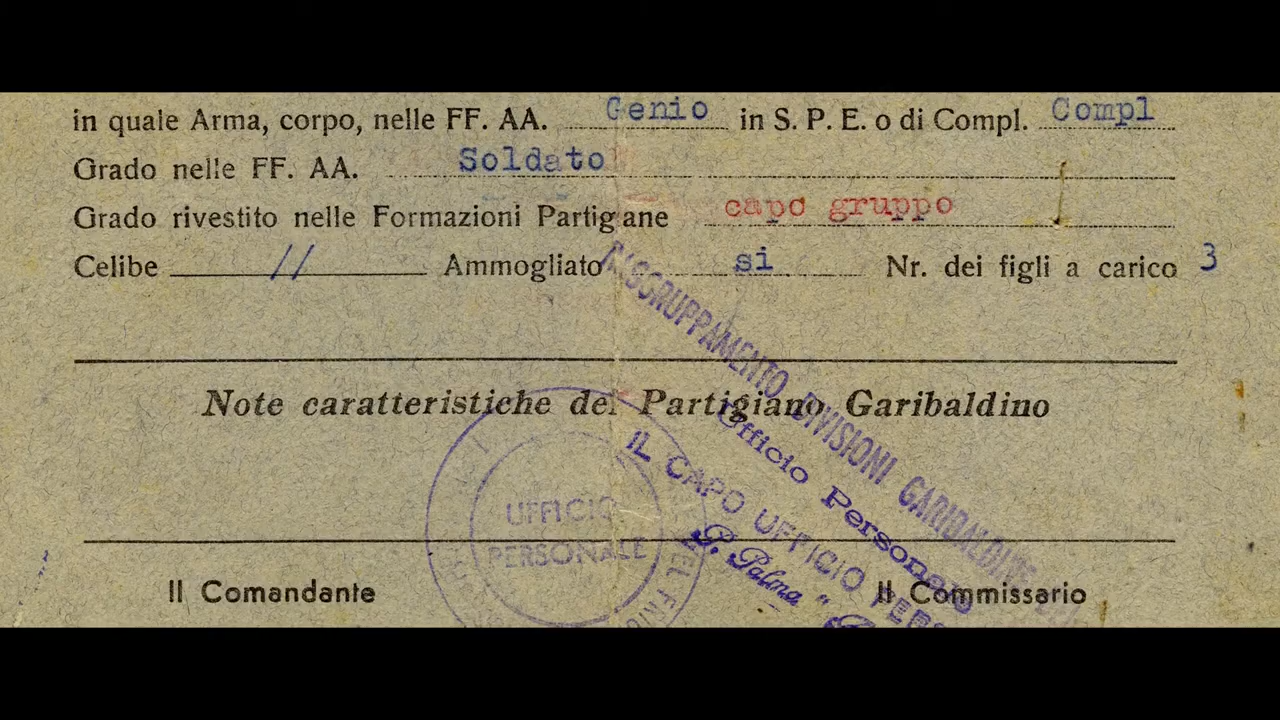 in quale Arma, corpo, nelle FF. AA. Genio in S. P. E. o di Compl. Compl
Grado nelle FF. AA. Soldato
Grado rivestito nelle Formazioni Partigiane capo gruppo
Celibe // Ammogliato si Nr. dei figli a carico 3
Note caratteristiche del Partigiano Garibaldino
RAGGRUPPAMENTO DIVISIONI GARIBALDINE
Ufficio Personale
IL CAPO UFFICIO
P. Palma "
UFFICIO
PERSONALE
Il Comandante Il Commissario